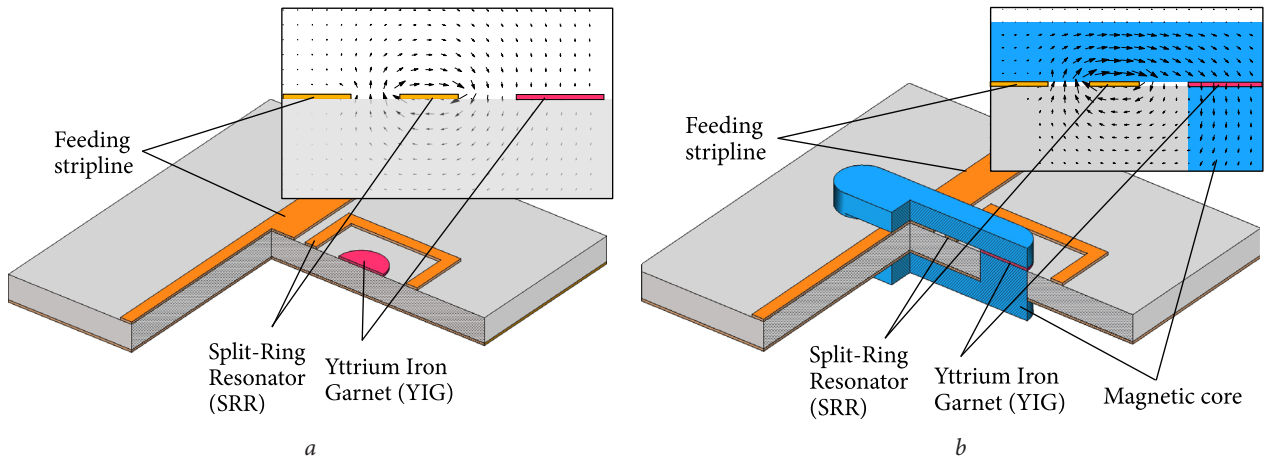 Feeding
stripline
Split-Ring
Resonator
(SRR)
Yttrium Iron
Garnet (YIG)
a
Feeding
stripline
Split-Ring
Resonator
(SRR)
Yttrium Iron
Garnet (YIG)
Magnetic core
b